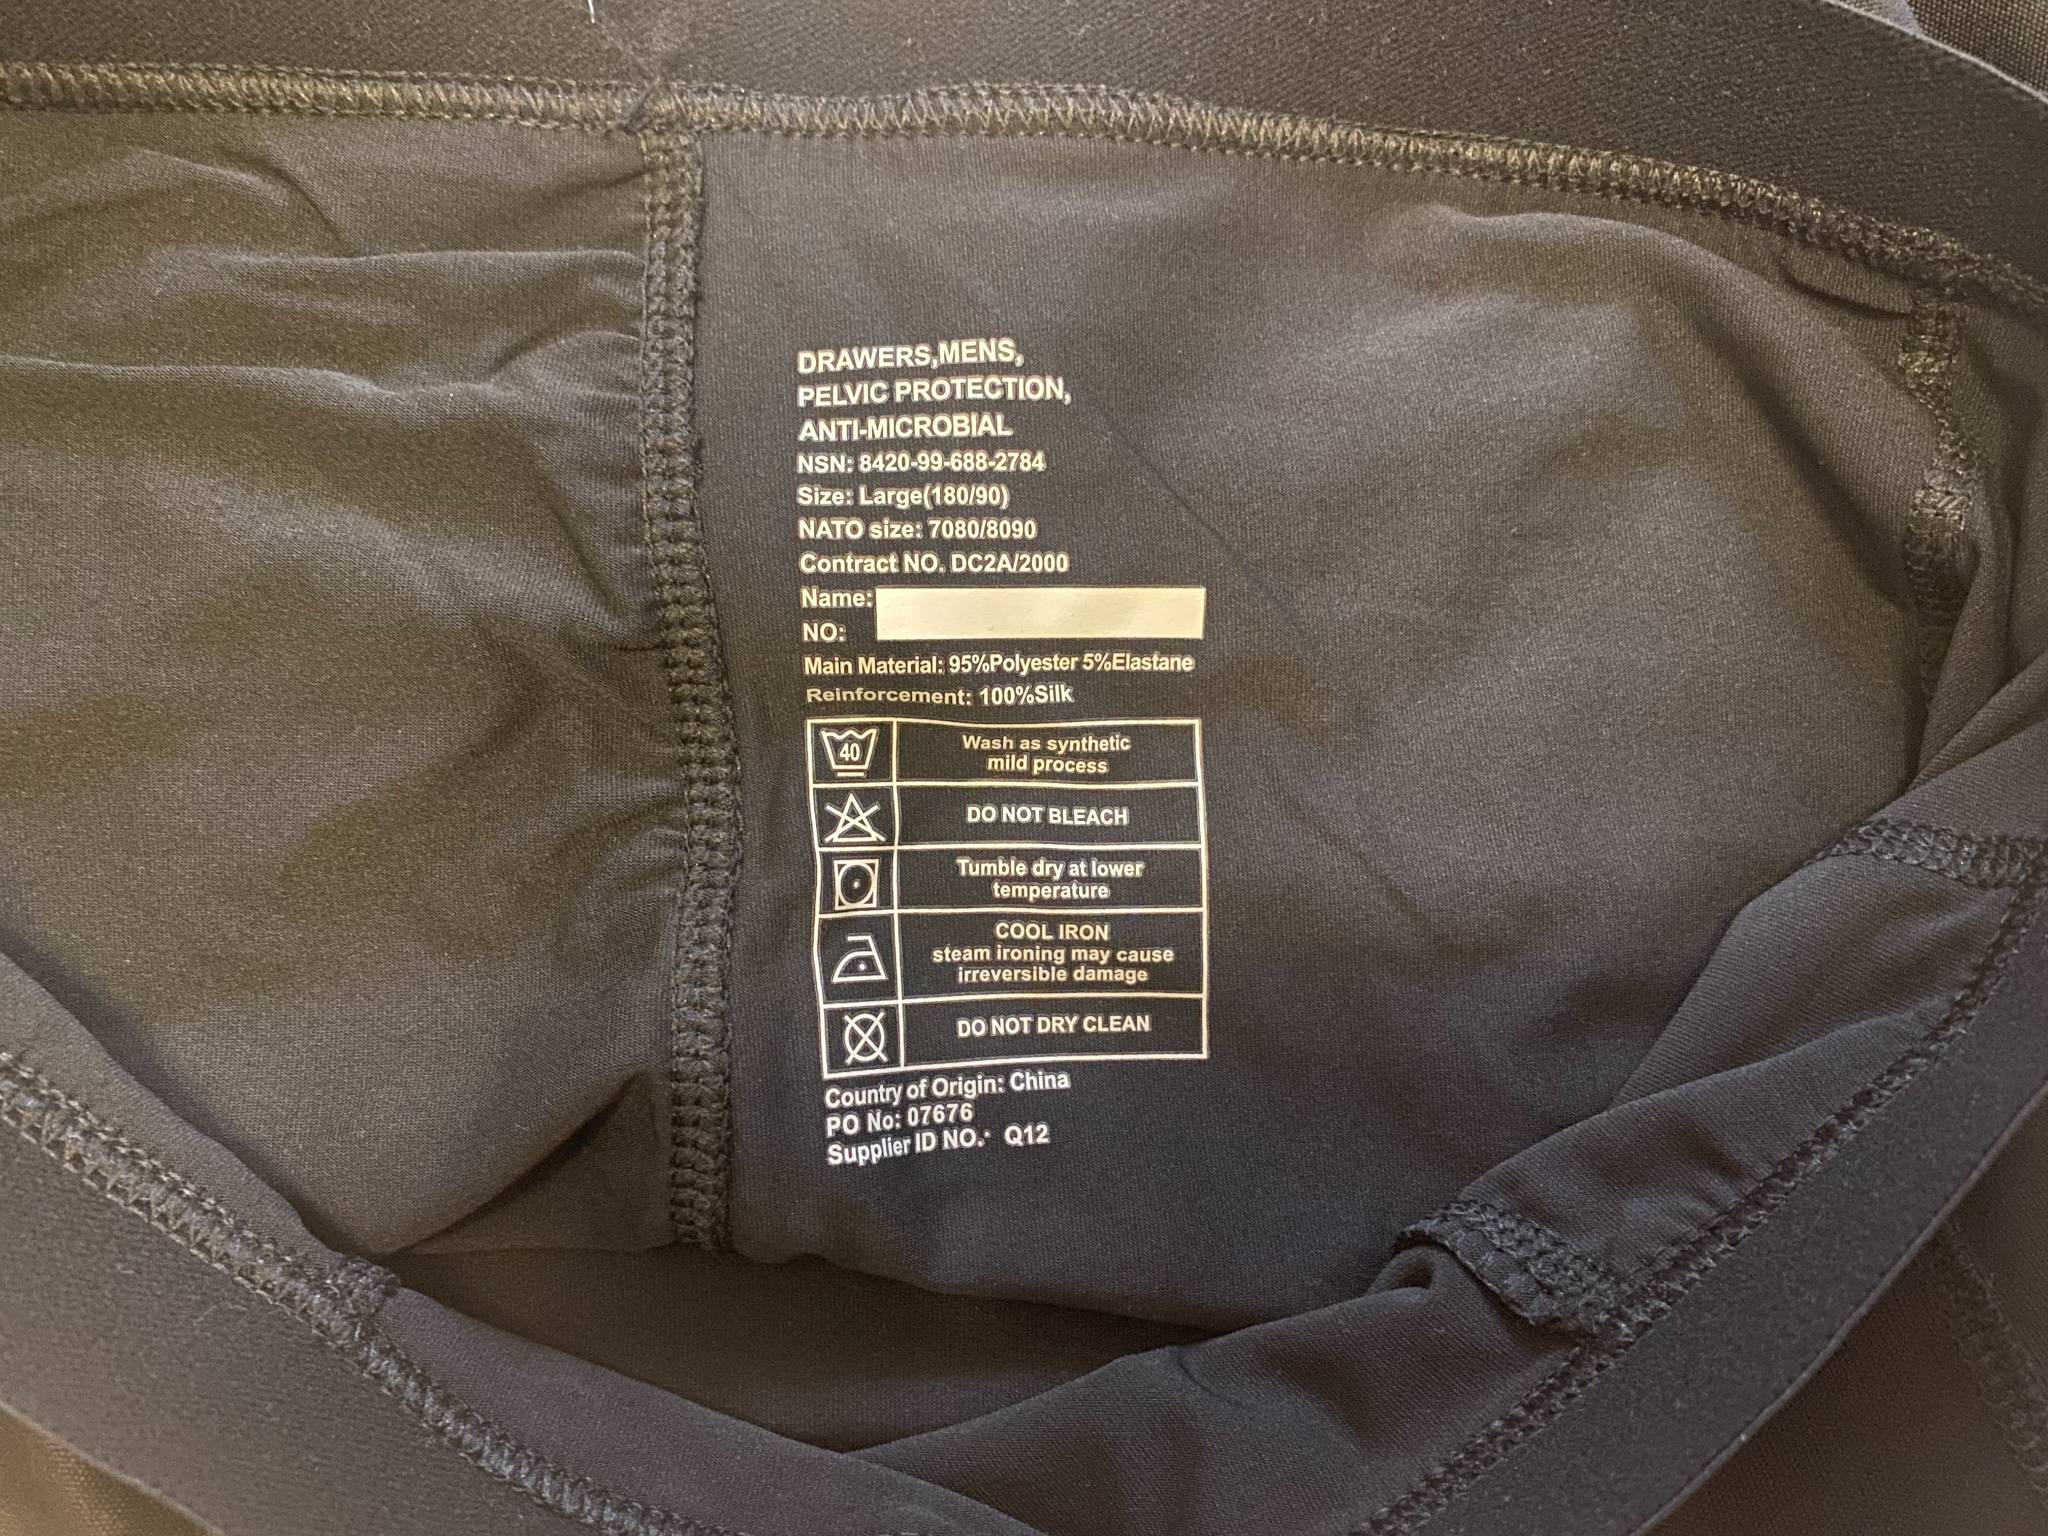 DRAWERS,MENS,
PELVIC PROTECTION,
ANTI-MICROBIAL
NSN: 8420-99-688-2784
Size: Large(180/90)
NATO size: 7080/8090
Contract NO. DC2A/2000
Name:
NO:
Main Material: 95%Polyester 5%Elastane
Reinforcement: 100%Silk
40
Wash as synthetic
mild process
DO NOT BLEACH
Tumble dry at lower
temperature
COOL IRON
steam ironing may cause
irreversible damage
DO NOT DRY CLEAN
Country of Origin: China
PO No: 07676
Supplier ID NO.: Q12